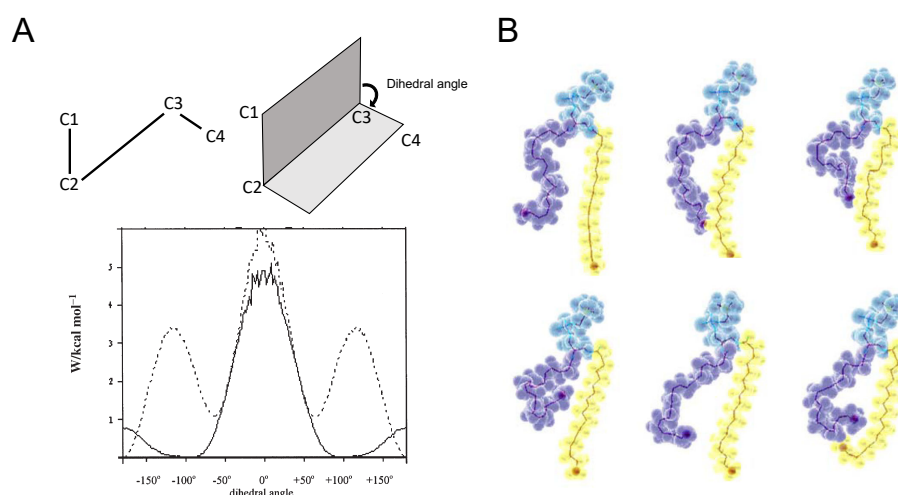 A
B
C1
C2
C3
C4
C1
C2
C3
C4
Dihedral angle
W/kcal mol⁻¹
5
4
3
2
1
-150° -100° -50° 0° +50° +100° +150°
dihedral angle